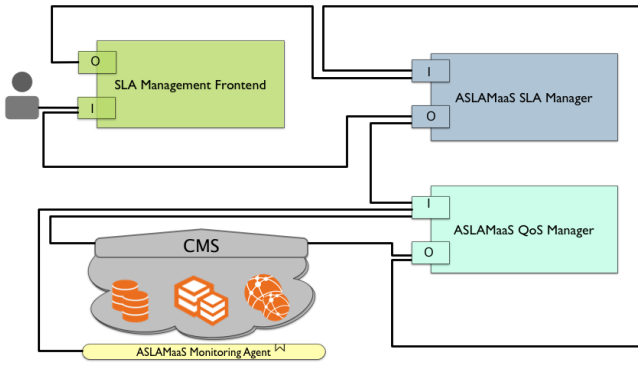 O
SLA Management Frontend
I
I
ASLAMaaS SLA Manager
O
I
ASLAMaaS QoS Manager
O
CMS
ASLAMaaS Monitoring Agent